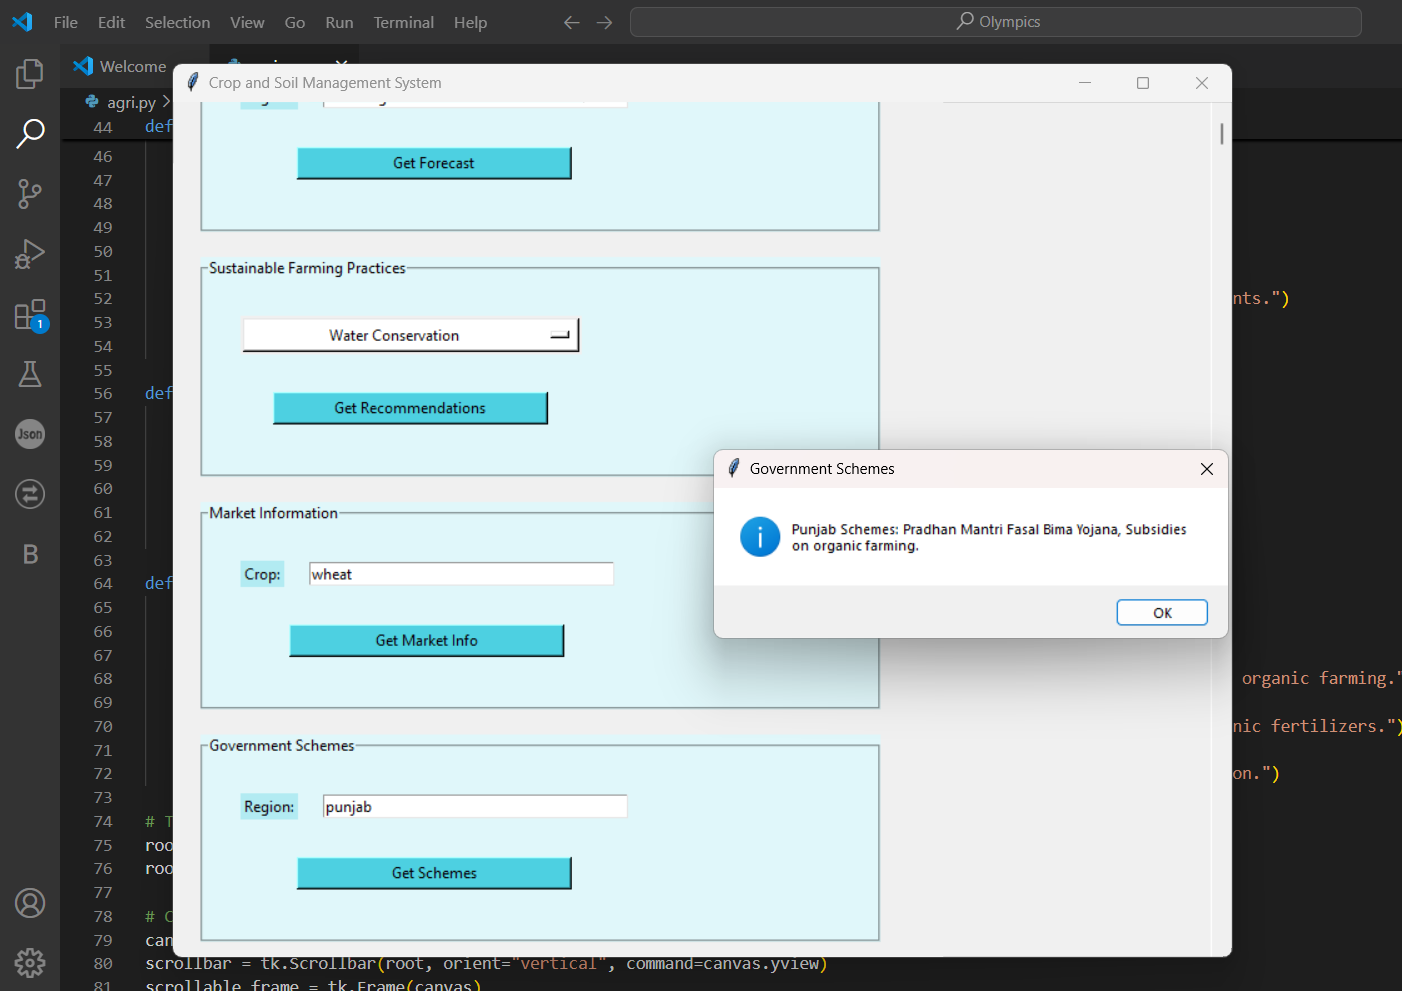 File Edit Selection View Go Run Terminal Help
Olympics
Welcome
Crop and Soil Management System
agri.py
44 def
46
47
48
49
50
51
52 nts.")
53
54
55
56 def
57
58
59
60
61
62
63
64 def
65
66
67
68 organic farming."
69
70 nic fertilizers.")
71
72 on.")
73
74 # T
75 roo
76 roo
77
78 # C
79 can
80 scrollbar = tk.Scrollbar(root, orient="vertical", command=canvas.yview)
81 scrollable_frame = tk.Frame(canvas)
1
Json
B
Get Forecast
Sustainable Farming Practices
Water Conservation
Get Recommendations
Market Information
Crop: wheat
Get Market Info
Government Schemes
Region: punjab
Get Schemes
Government Schemes
Punjab Schemes: Pradhan Mantri Fasal Bima Yojana, Subsidies
on organic farming.
OK